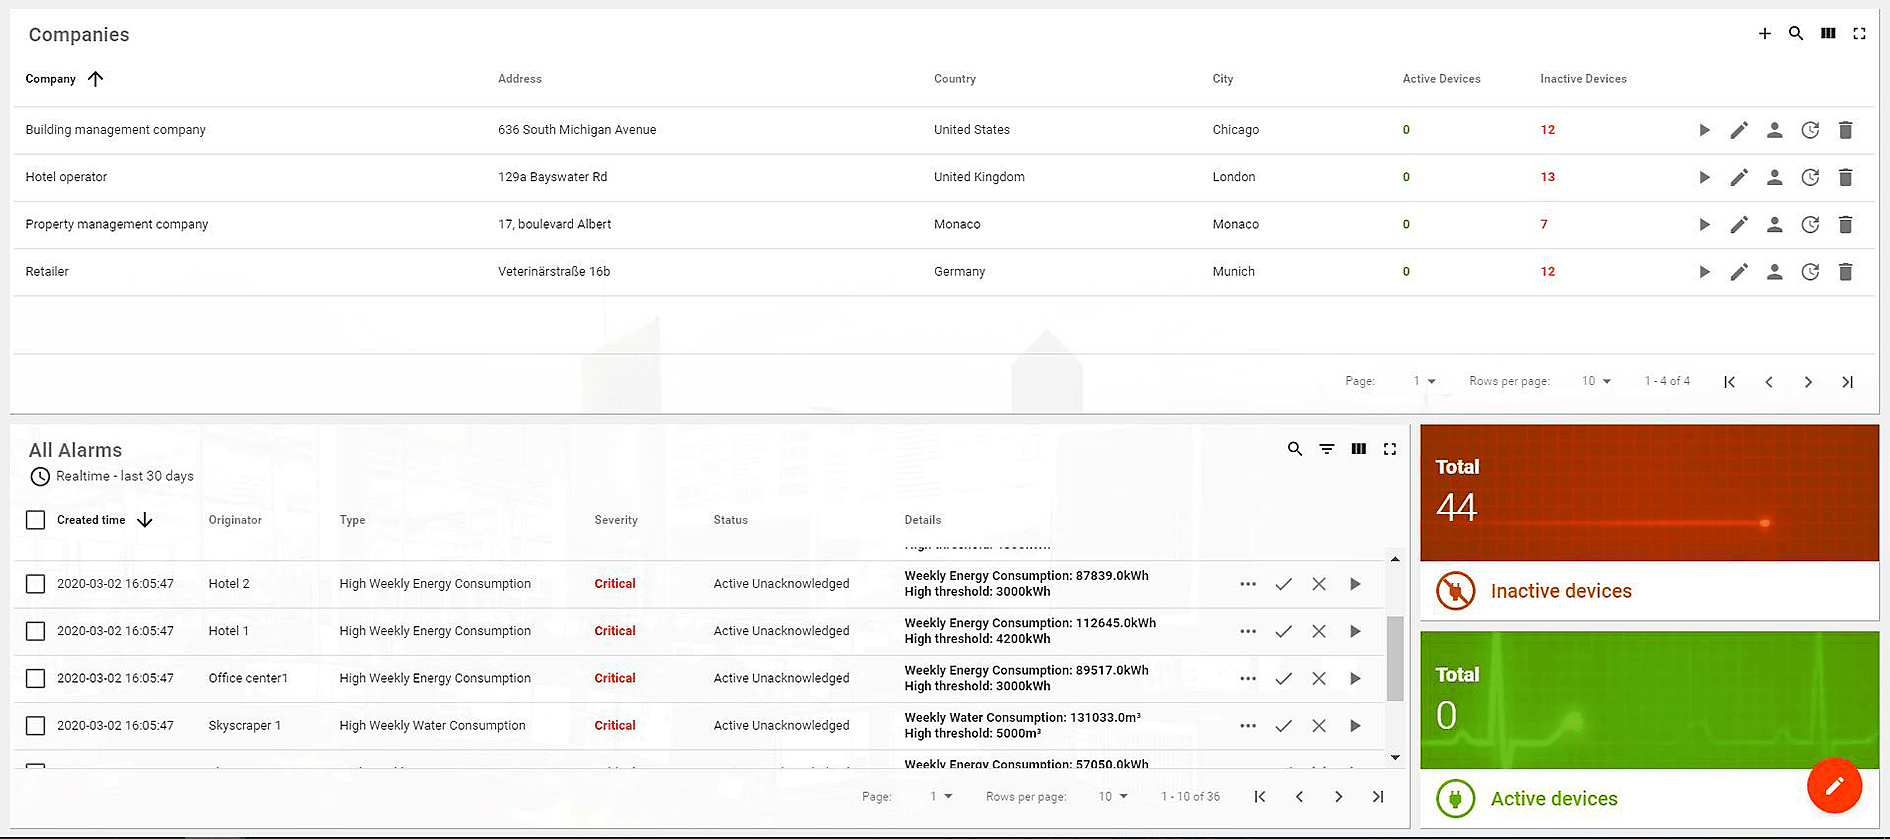 Companies
Company Address Country City Active Devices Inactive Devices
Building management company 636 South Michigan Avenue United States Chicago 0 12
Hotel operator 129a Bayswater Rd United Kingdom London 0 13
Property management company 17, boulevard Albert Monaco Monaco 0 7
Retailer Veterinärstraße 16b Germany Munich 0 12
Page: 1 Rows per page: 10 1 - 4 of 4
All Alarms
Realtime - last 30 days
Created time Originator Type Severity Status Details
2020-03-02 16:05:47 Hotel 2 High Weekly Energy Consumption Critical Active Unacknowledged Weekly Energy Consumption: 87839.0kWh
High threshold: 3000kWh
2020-03-02 16:05:47 Hotel 1 High Weekly Energy Consumption Critical Active Unacknowledged Weekly Energy Consumption: 112645.0kWh
High threshold: 4200kWh
2020-03-02 16:05:47 Office center1 High Weekly Energy Consumption Critical Active Unacknowledged Weekly Energy Consumption: 89517.0kWh
High threshold: 3000kWh
2020-03-02 16:05:47 Skyscraper 1 High Weekly Water Consumption Critical Active Unacknowledged Weekly Water Consumption: 131033.0m³
High threshold: 5000m³
Weekly Energy Consumption: 57050.0kWh
Page: 1 Rows per page: 10 1 - 10 of 36
Total
44
Inactive devices
Total
0
Active devices